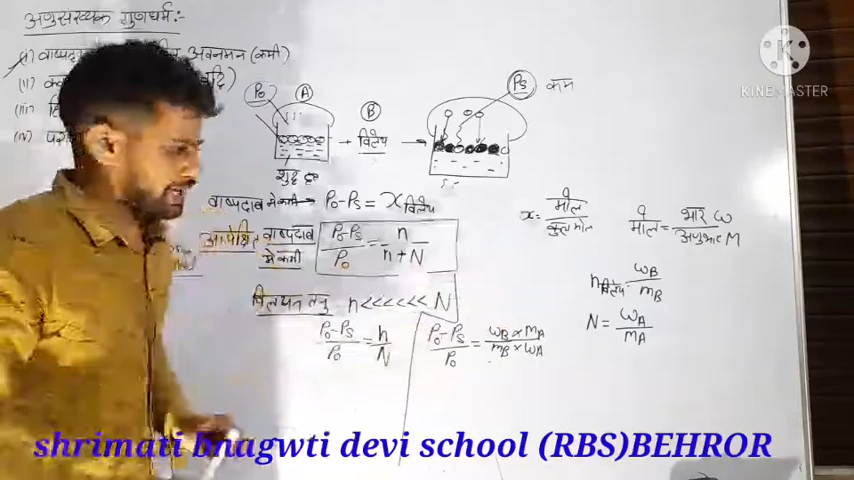 अणुसंख्यक गुणधर्म :-
(i) अवनमन (कमी)
(ii)
(iii)
(iv)
P₀ A B विलेय Pₛ कम
शुद्ध
वाष्पदाब मे कमी → P₀-Pₛ = x विलेय
आपेक्षित वाष्पदाब मे कमी P₀-Pₛ/P₀ = n/n+N
x = मोल/कुल मोल
मोल = भार w/अणुभार M
n विलेय = wB/mB
N = wA/mA
विलयन तनु n<<<<<<N
P₀-Pₛ/P₀ = n/N
P₀-Pₛ/P₀ = wB×mA/mB×wA
KINEMASTER
shrimati bhagwti devi school (RBS)BEHROR